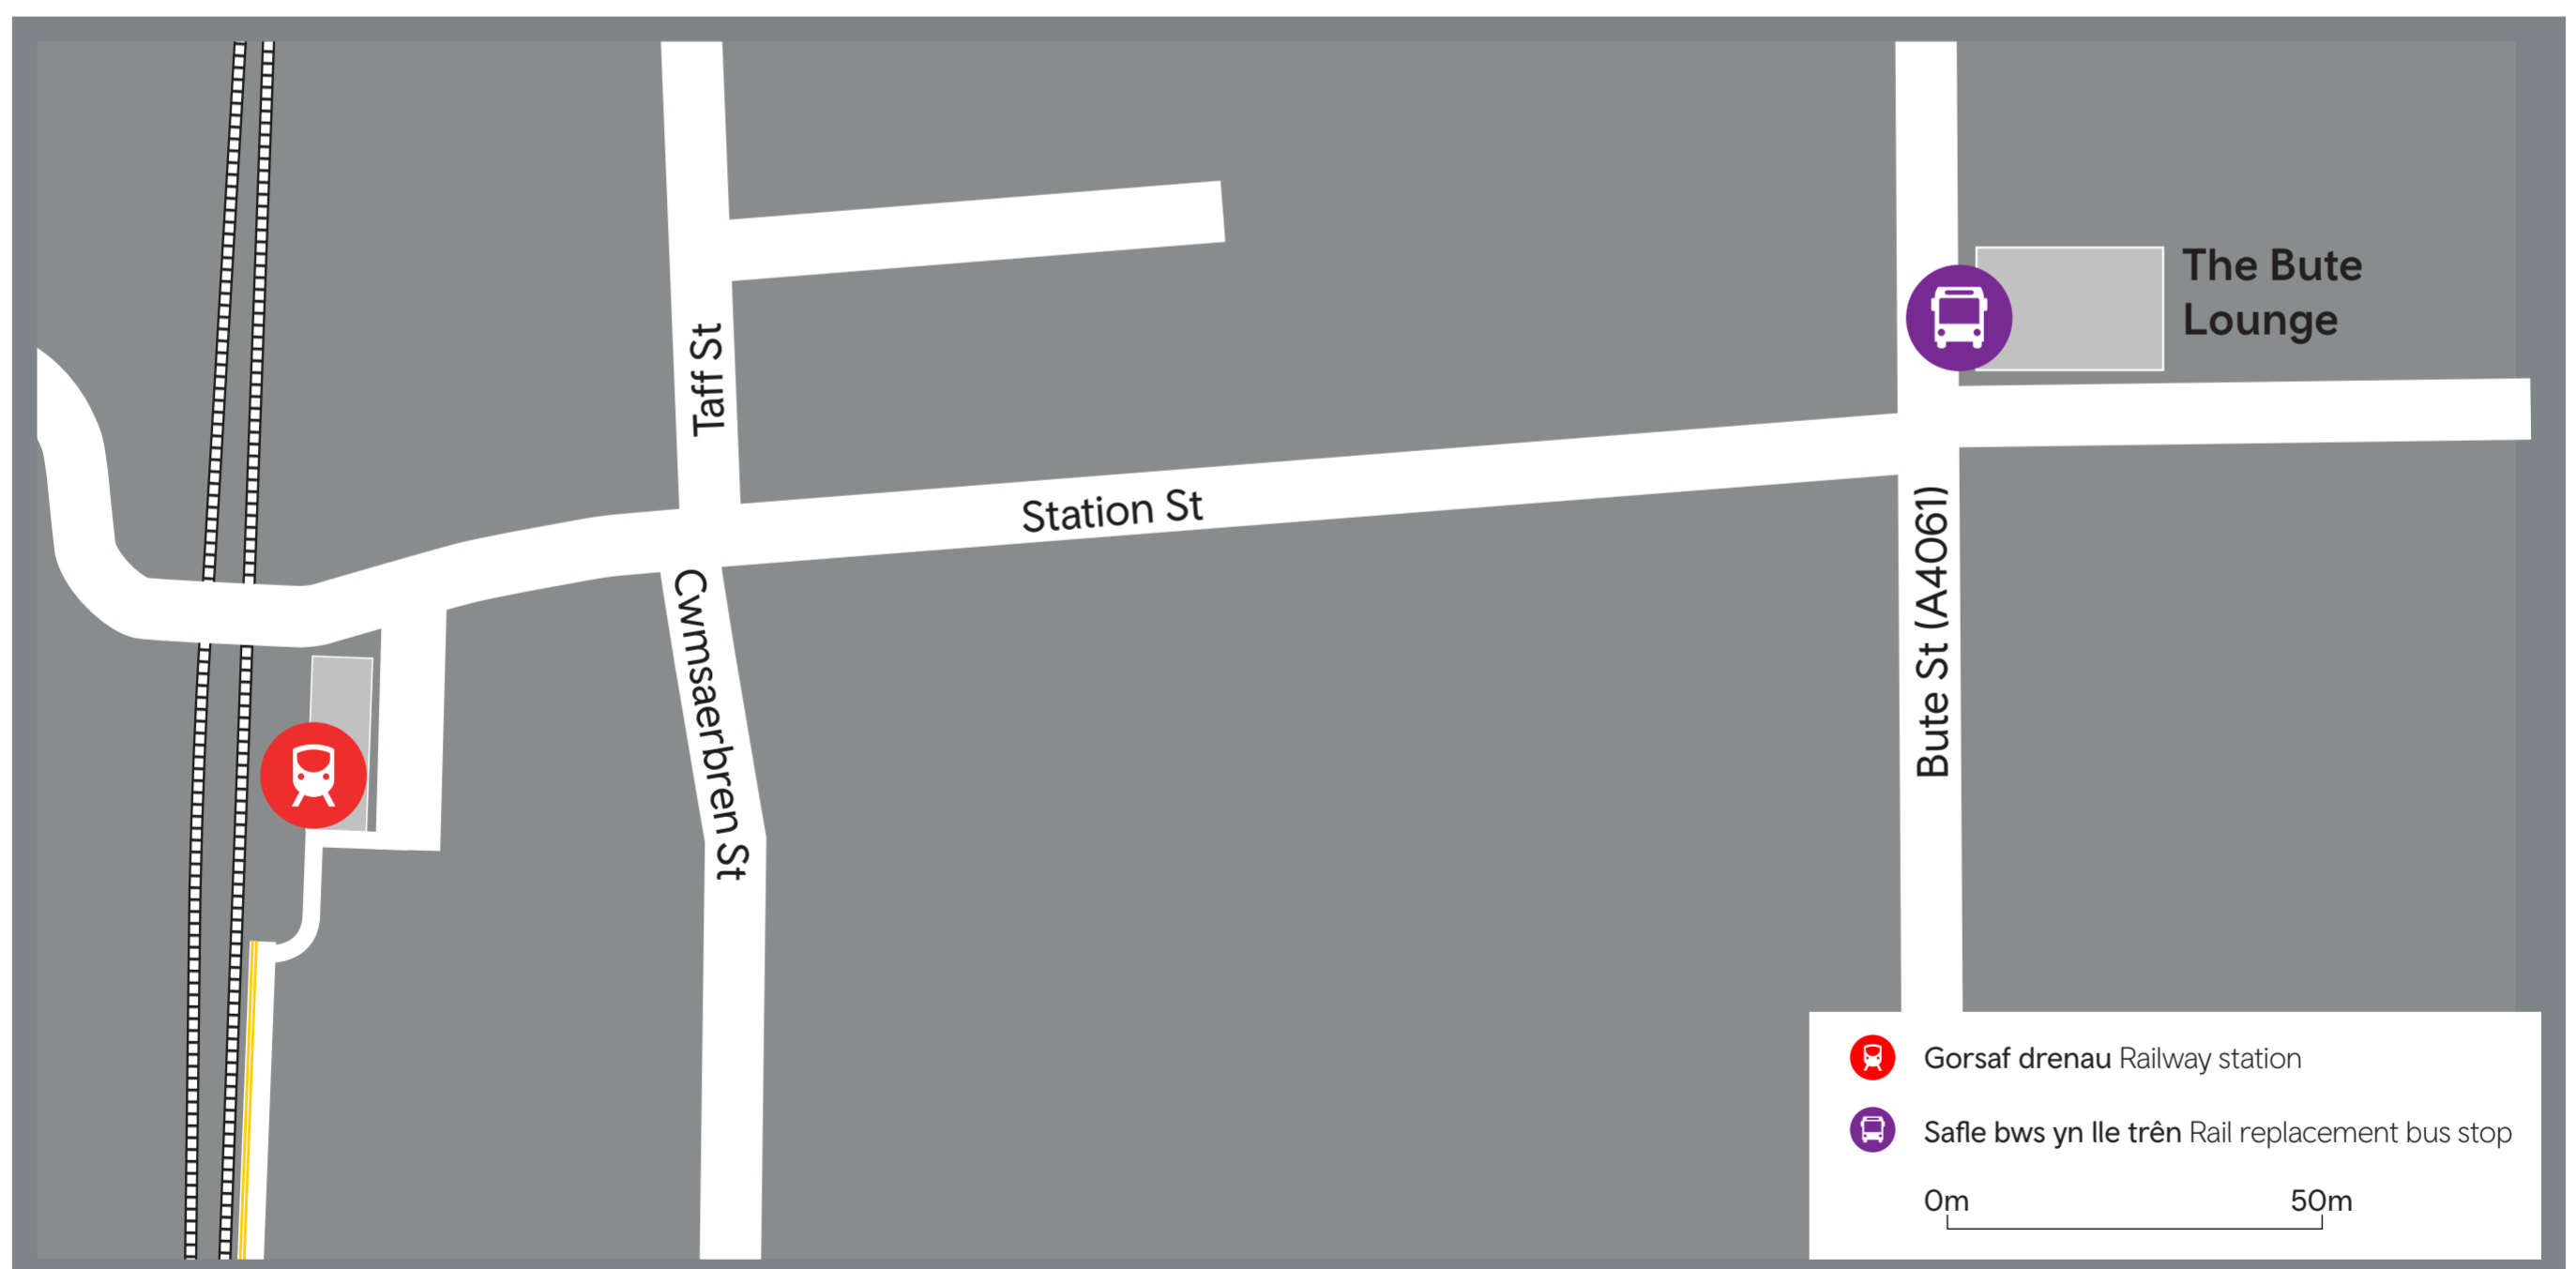 The Bute
Lounge
Taff St
Station St
Bute St (A4061)
Cwmsaerbren St
Gorsaf drenau Railway station
Safle bws yn lle trên Rail replacement bus stop
0m 50m